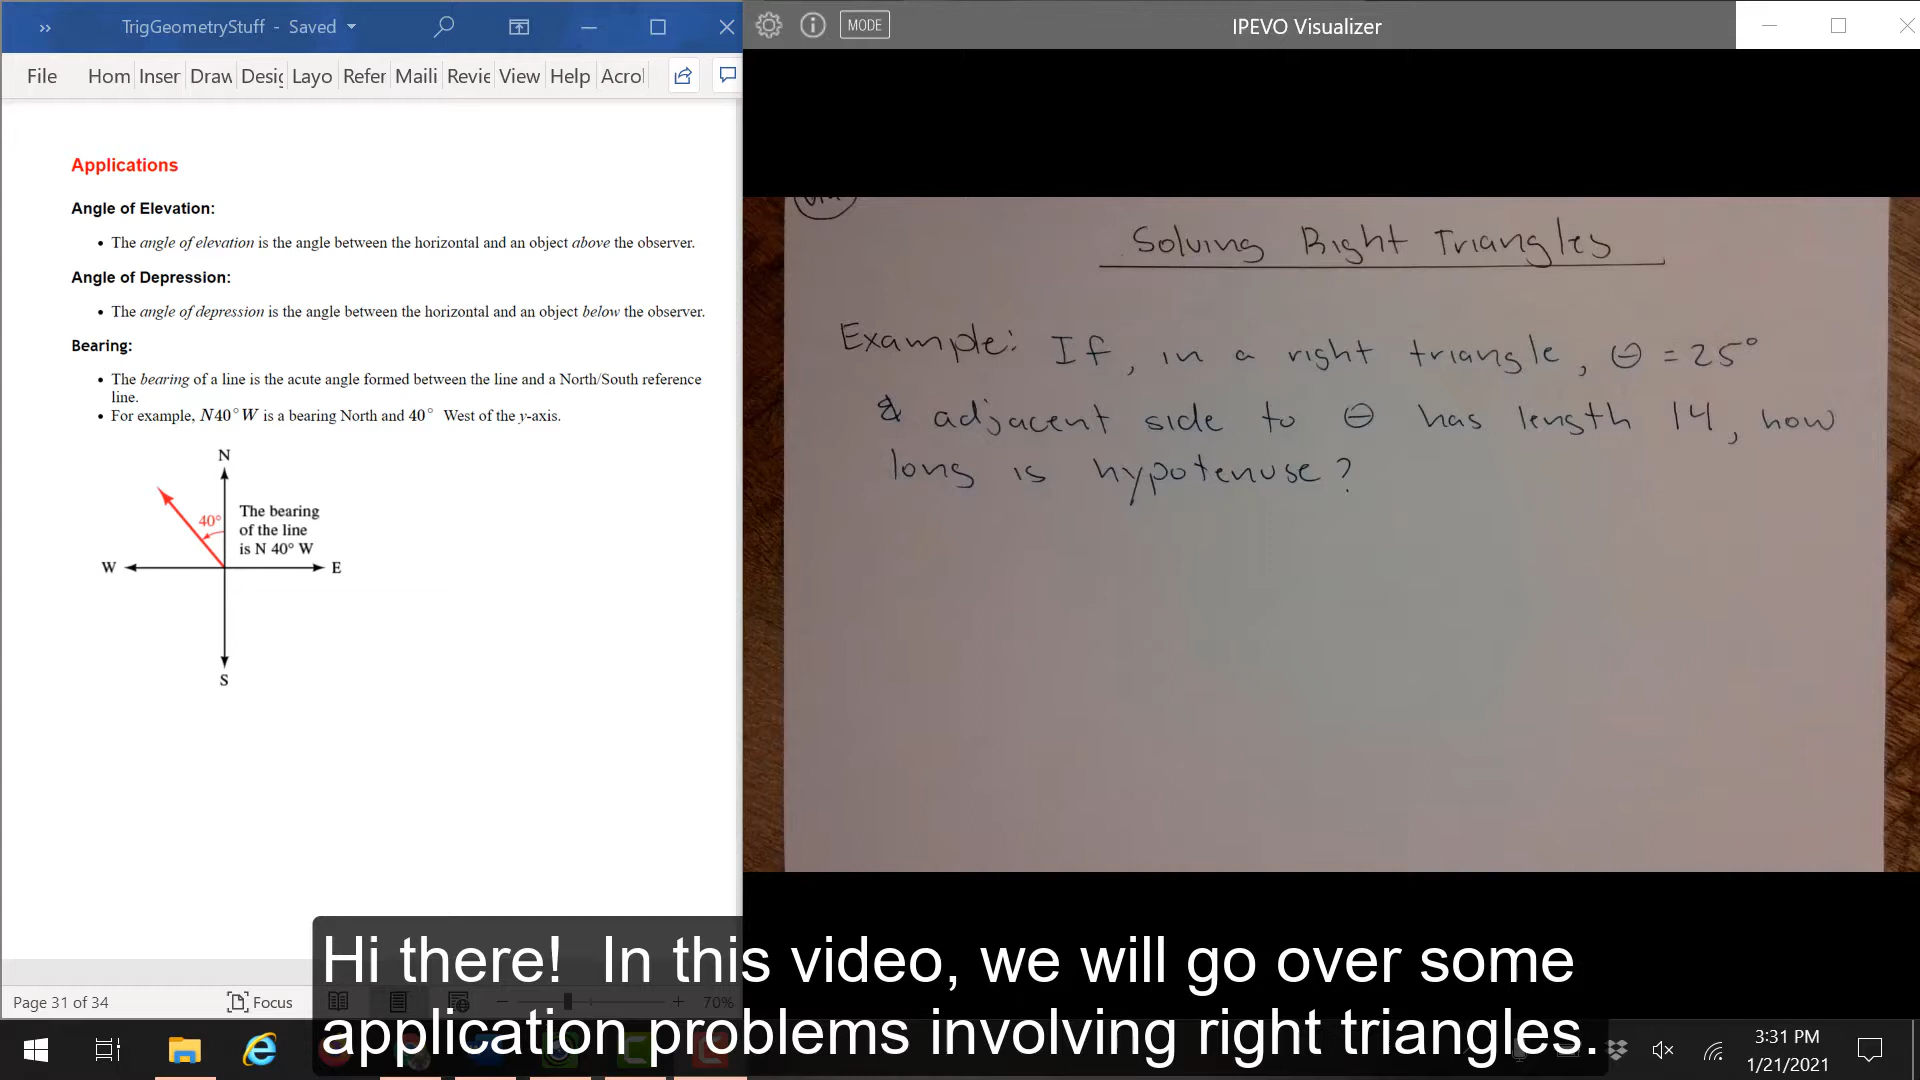 TrigGeometryStuff - Saved
MODE
IPEVO Visualizer
File Hom Inser Draw Desig Layo Refer Maili Revie View Help Acro
Applications
Angle of Elevation:
• The angle of elevation is the angle between the horizontal and an object above the observer.
Angle of Depression:
• The angle of depression is the angle between the horizontal and an object below the observer.
Bearing:
• The bearing of a line is the acute angle formed between the line and a North/South reference
line.
• For example, N40°W is a bearing North and 40° West of the y-axis.
N
40°
The bearing
of the line
is N 40° W
W
E
S
Solving Right Triangles
Example: If, in a right triangle, θ = 25°
& adjacent side to θ has length 14, how
long is hypotenuse?
Hi there! In this video, we will go over some
application problems involving right triangles.
Page 31 of 34
Focus
70%
3:31 PM
1/21/2021